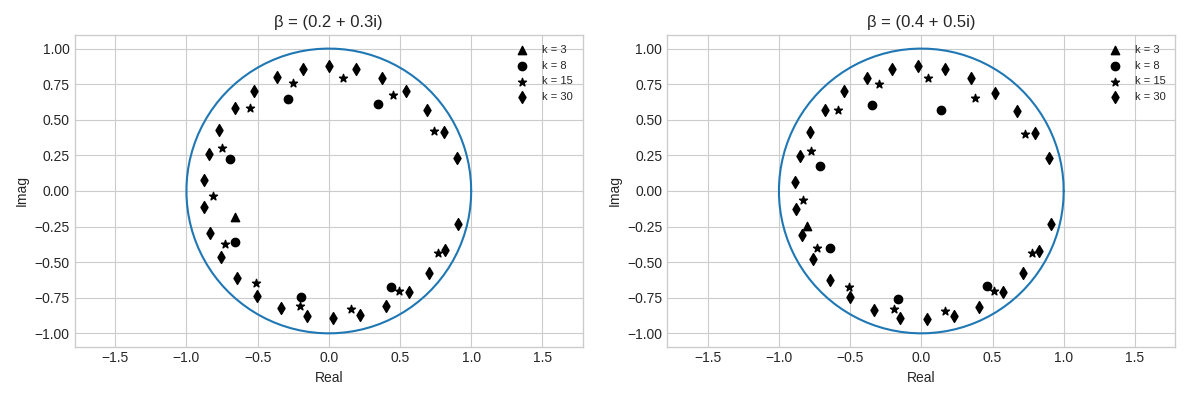 β = (0.2 + 0.3i)
1.00
0.75
0.50
0.25
0.00
−0.25
−0.50
−0.75
−1.00
Imag
k = 3
k = 8
k = 15
k = 30
−1.5
−1.0
−0.5
0.0
0.5
1.0
1.5
Real
β = (0.4 + 0.5i)
1.00
0.75
0.50
0.25
0.00
−0.25
−0.50
−0.75
−1.00
Imag
k = 3
k = 8
k = 15
k = 30
−1.5
−1.0
−0.5
0.0
0.5
1.0
1.5
Real